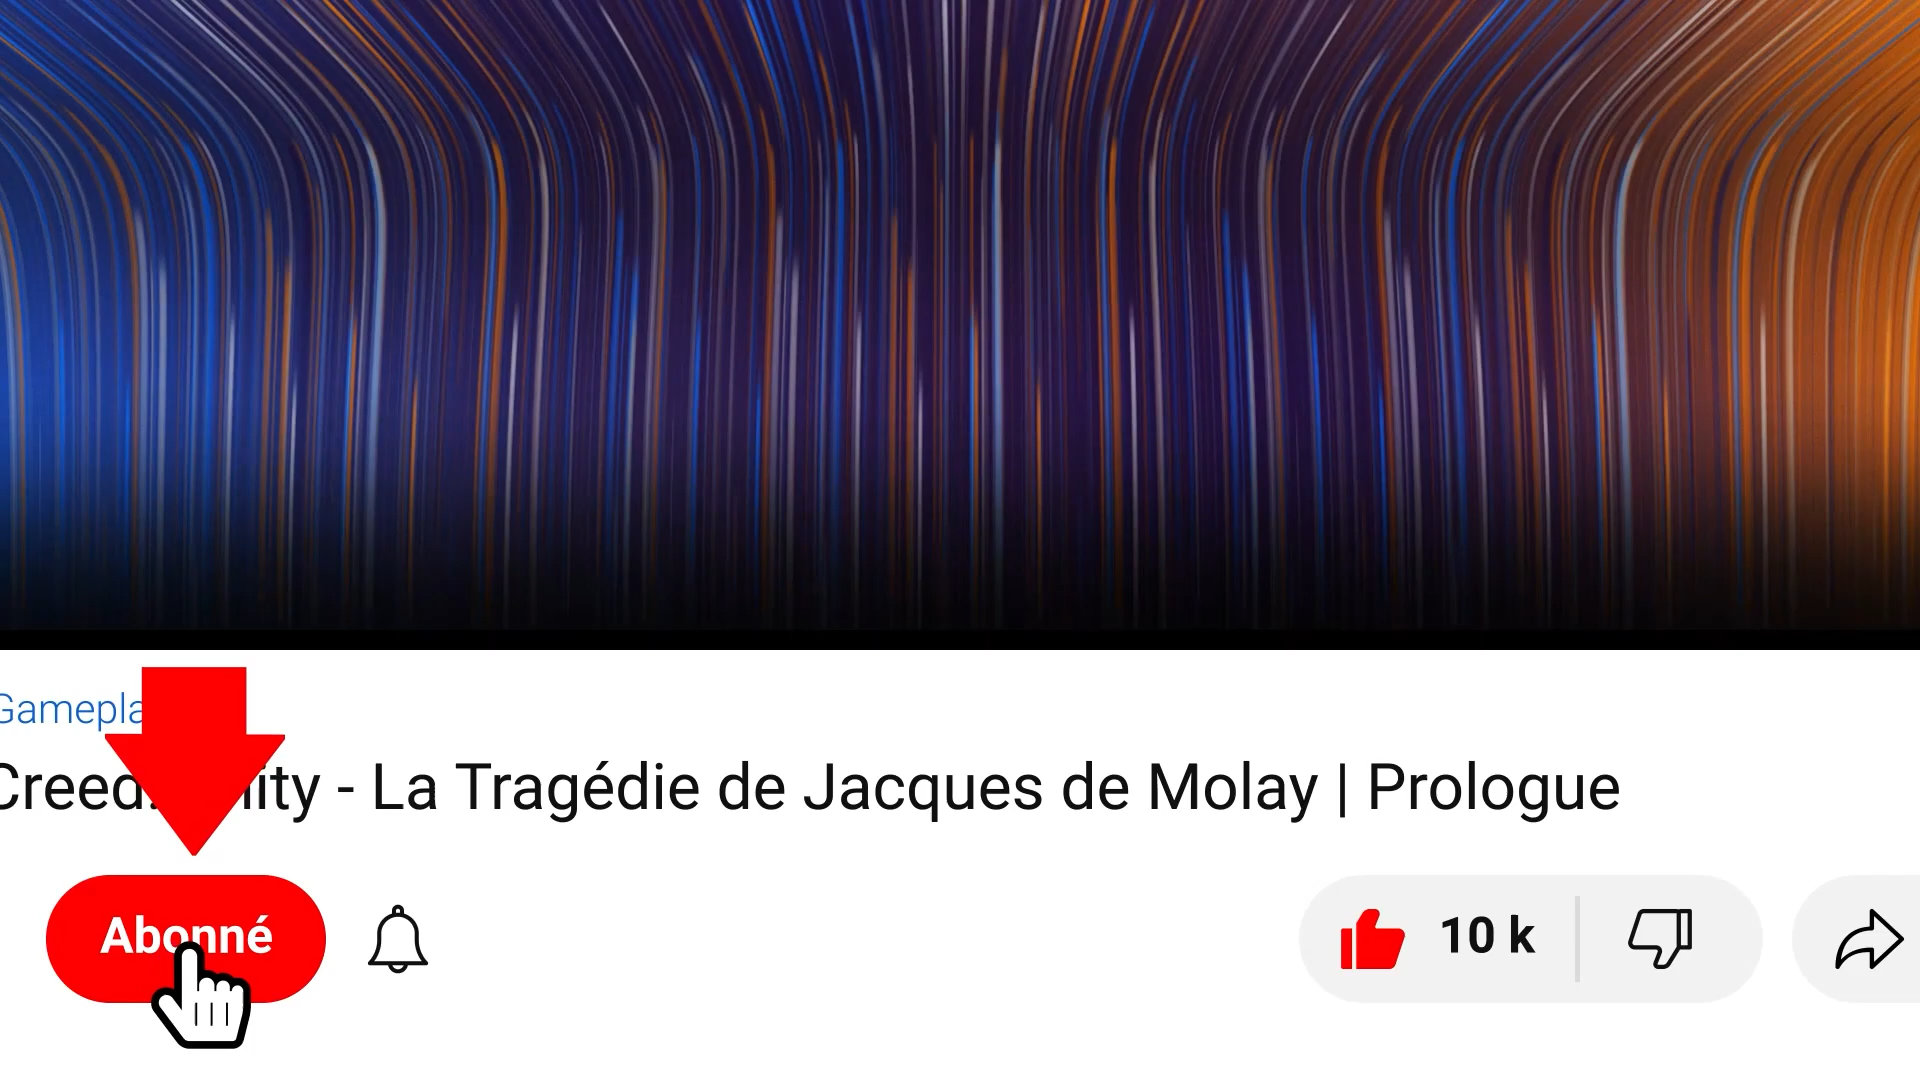 Gamepla
Creed: ity - La Tragédie de Jacques de Molay | Prologue
Abonné
10 k